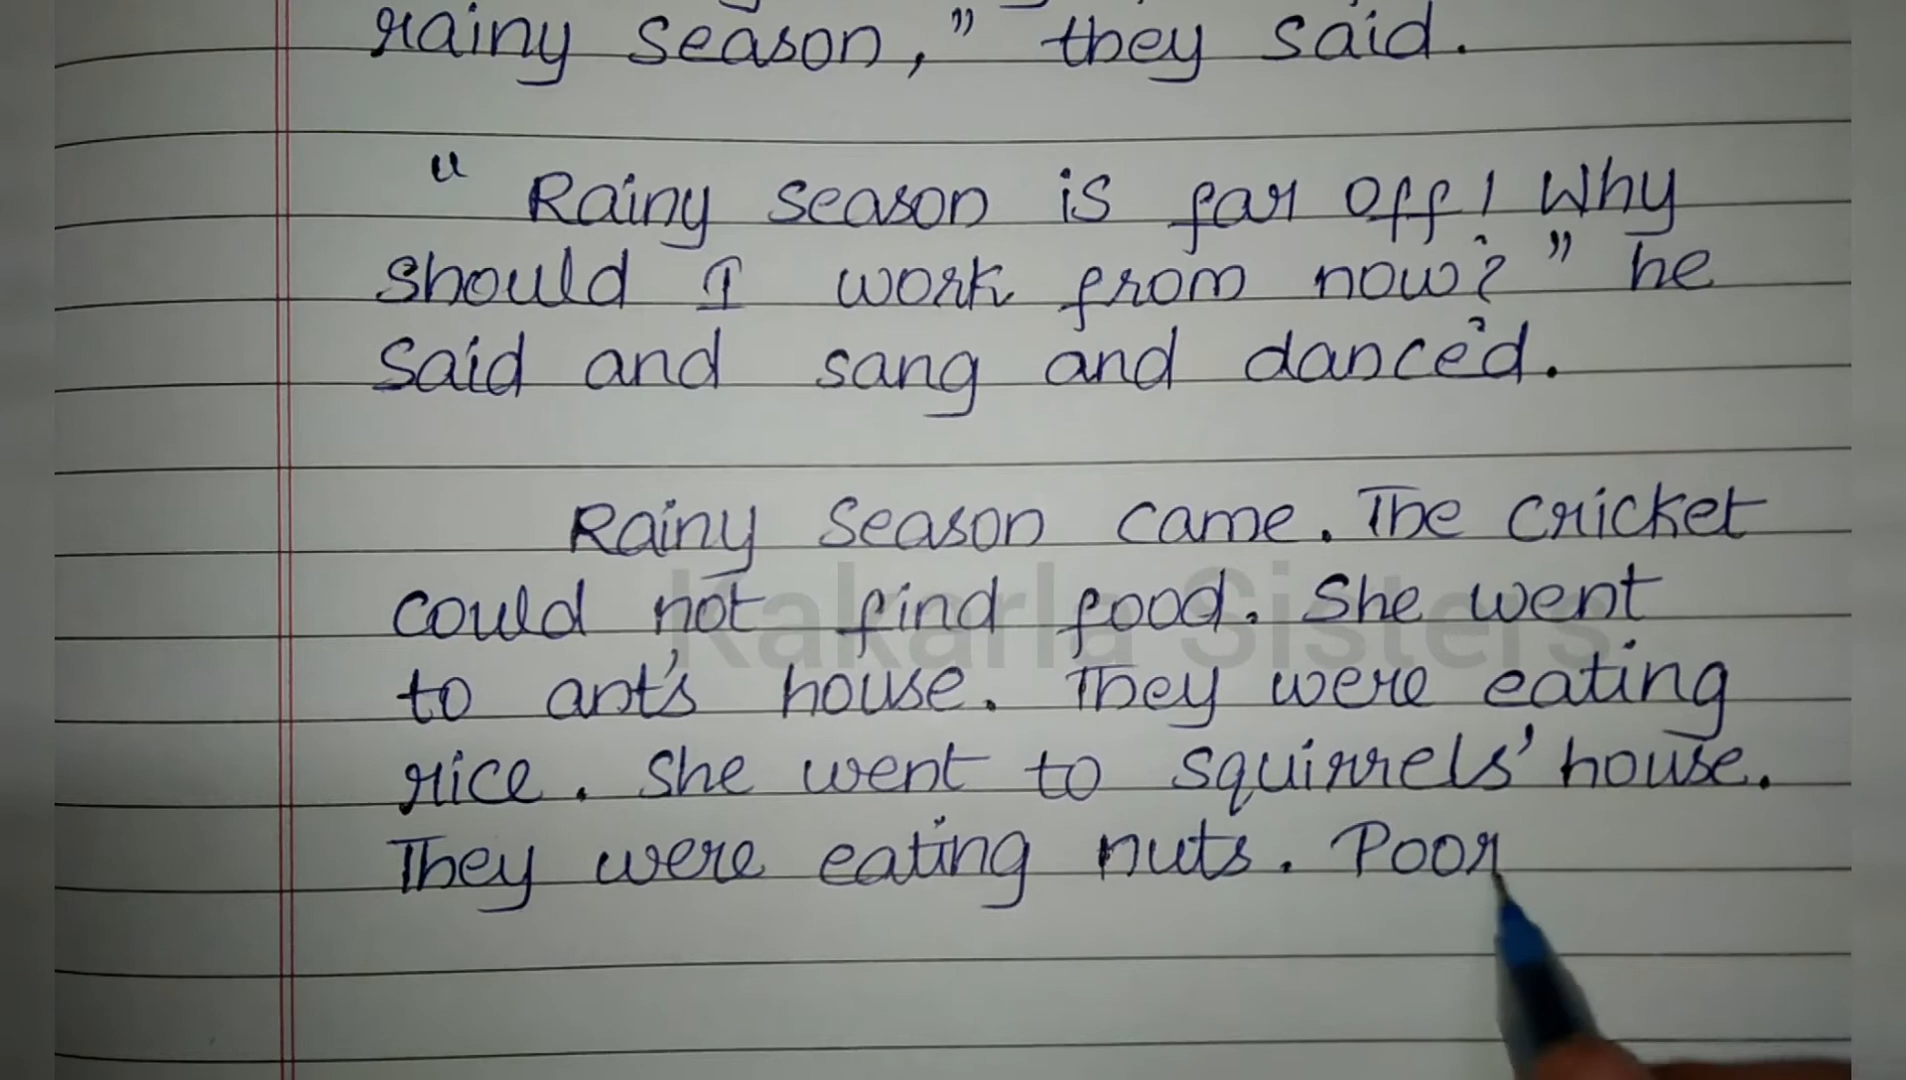 rainy season,” they said.
“ Rainy season is far off! Why
should I work from now?” he
said and sang and danced.
Rainy season came. The cricket
could not find food. She went
to ant's house. They were eating
rice. She went to squirrels' house.
They were eating nuts. Poor
Kakarla Sisters